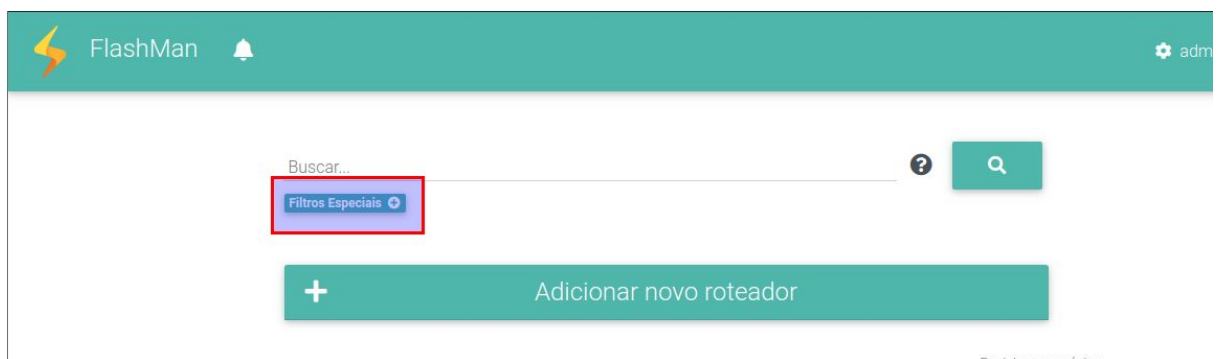 FlashMan
adm
Buscar...
Filtros Especiais
Adicionar novo roteador